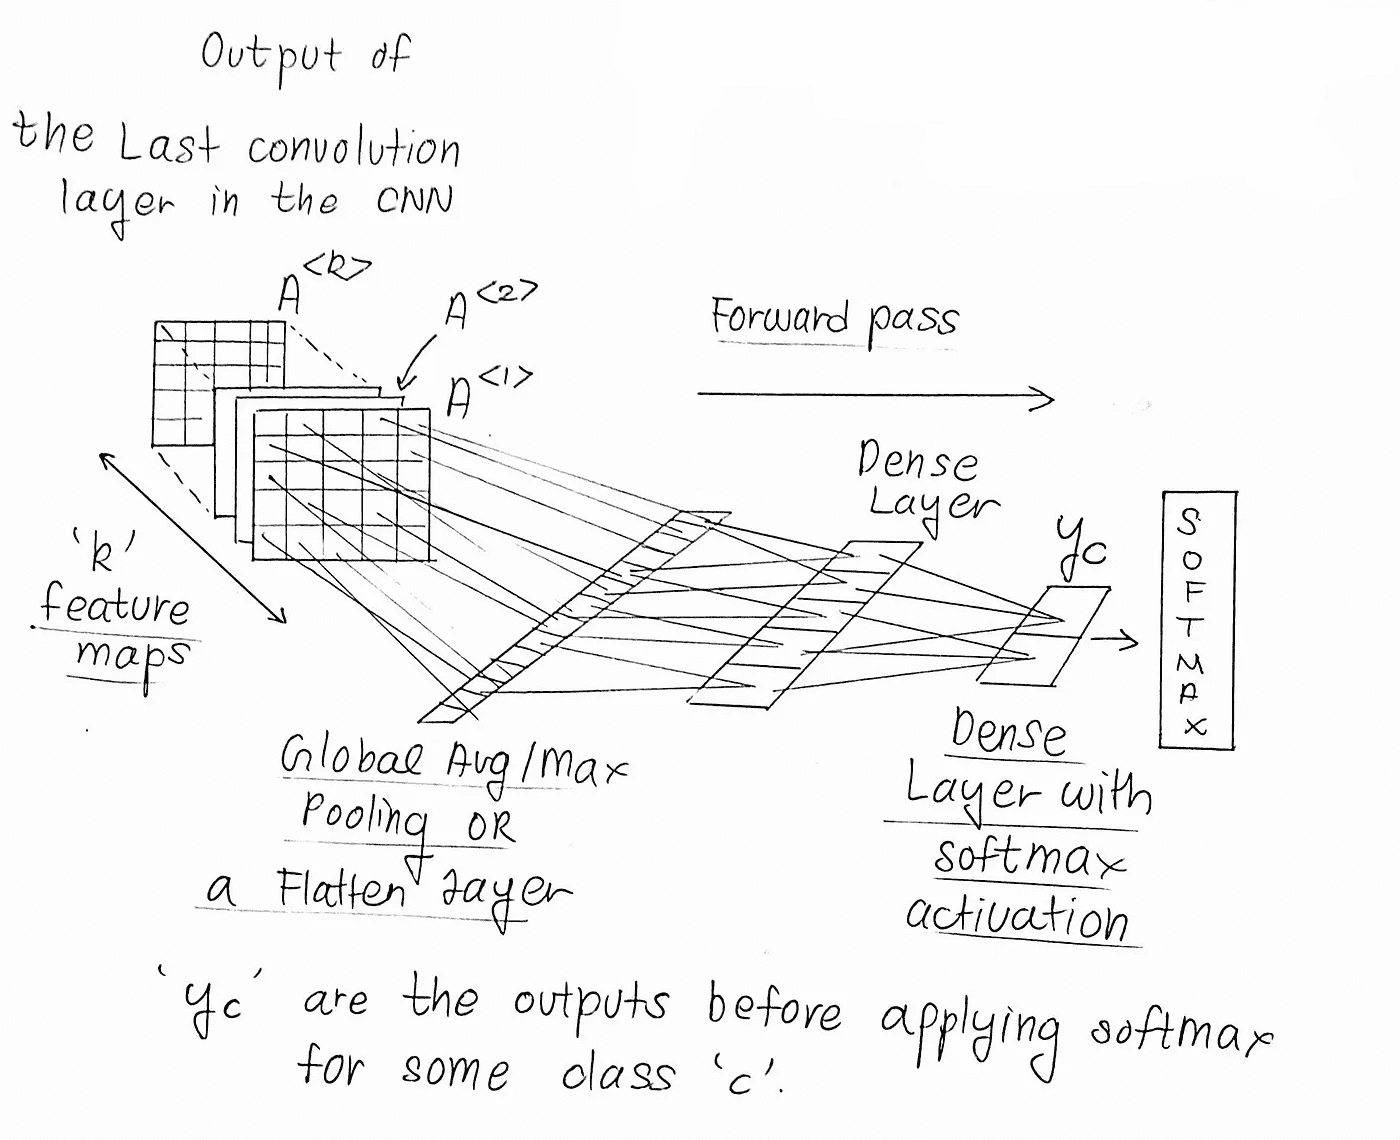 Output of
the Last convolution
layer in the CNN
A<k>
A<2>
A<1>
Forward pass
Dense
Layer
yc
SOFTMAX
'k'
feature
maps
Global Avg/Max
Pooling OR
a Flatten Layer
Dense
Layer with
softmax
activation
'yc' are the outputs before applying softmax
for some class 'c'.